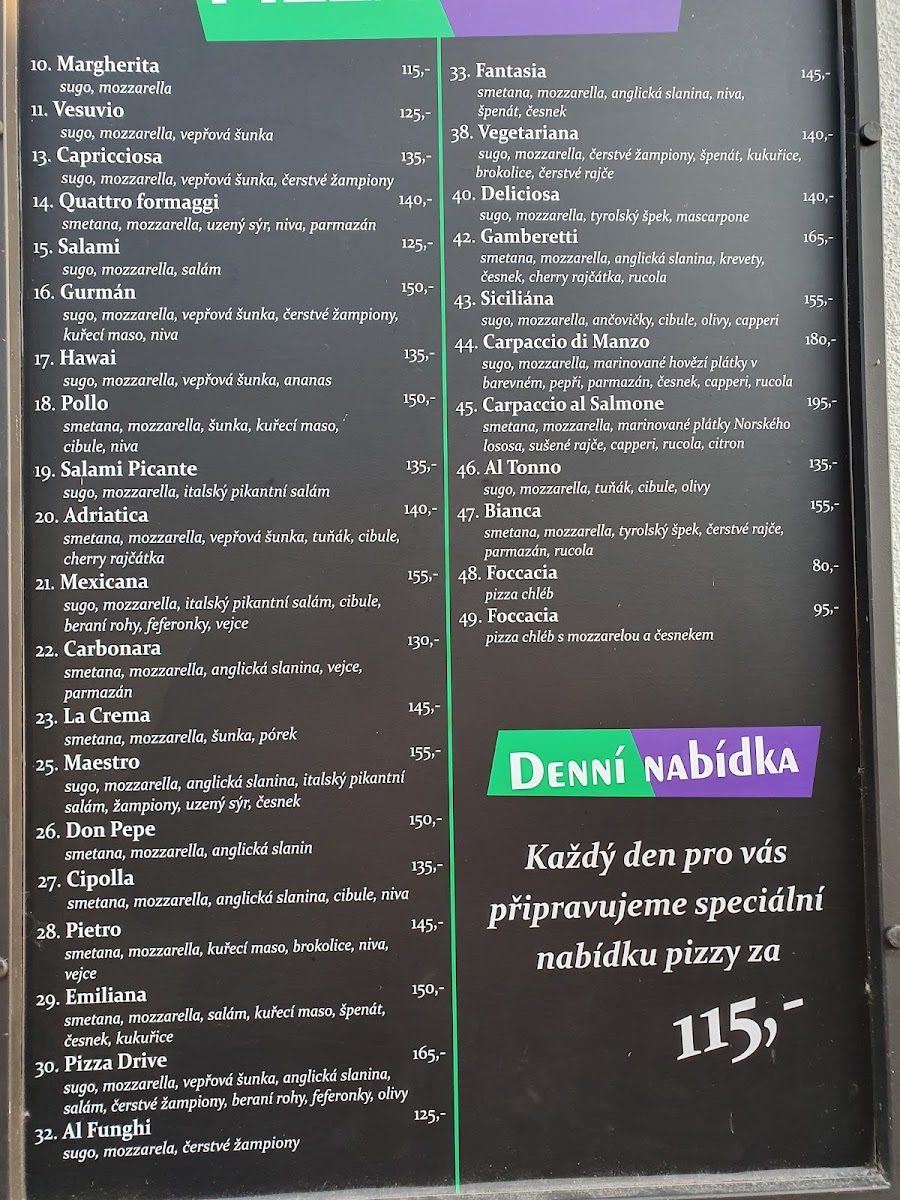 10. Margherita 115,-
sugo, mozzarella
11. Vesuvio 125,-
sugo, mozzarella, vepřová šunka
13. Capricciosa 135,-
sugo, mozzarella, vepřová šunka, čerstvé žampiony
14. Quattro formaggi 140,-
smetana, mozzarella, uzený sýr, niva, parmazán
15. Salami 125,-
sugo, mozzarella, salám
16. Gurmán 150,-
sugo, mozzarella, vepřová šunka, čerstvé žampiony,
kuřecí maso, niva
17. Hawai 135,-
sugo, mozzarella, vepřová šunka, ananas
18. Pollo 150,-
smetana, mozzarella, šunka, kuřecí maso,
cibule, niva
19. Salami Picante 135,-
sugo, mozzarella, italský pikantní salám
20. Adriatica 140,-
smetana, mozzarella, vepřová šunka, tuňák, cibule,
cherry rajčátka
21. Mexicana 155,-
sugo, mozzarella, italský pikantní salám, cibule,
beraní rohy, feferonky, vejce
22. Carbonara 130,-
smetana, mozzarella, anglická slanina, vejce,
parmazán
23. La Crema 145,-
smetana, mozzarella, šunka, pórek
25. Maestro 155,-
sugo, mozzarella, anglická slanina, italský pikantní
salám, žampiony, uzený sýr, česnek
26. Don Pepe 150,-
smetana, mozzarella, anglická slanin
27. Cipolla 135,-
smetana, mozzarella, anglická slanina, cibule, niva
28. Pietro 145,-
smetana, mozzarella, kuřecí maso, brokolice, niva,
vejce
29. Emiliana 150,-
smetana, mozzarella, salám, kuřecí maso, špenát,
česnek, kukuřice
30. Pizza Drive 165,-
sugo, mozzarella, vepřová šunka, anglická slanina,
salám, čerstvé žampiony, beraní rohy, feferonky, olivy
32. Al Funghi 125,-
sugo, mozzarela, čerstvé žampiony
33. Fantasia 145,-
smetana, mozzarella, anglická slanina, niva,
špenát, česnek
38. Vegetariana 140,-
sugo, mozzarella, čerstvé žampiony, špenát, kukuřice,
brokolice, čerstvé rajče
40. Deliciosa 140,-
sugo, mozzarella, tyrolský špek, mascarpone
42. Gamberetti 165,-
smetana, mozzarella, anglická slanina, krevety,
česnek, cherry rajčátka, rucola
43. Siciliána 155,-
sugo, mozzarella, ančovičky, cibule, olivy, capperi
44. Carpaccio di Manzo 180,-
sugo, mozzarella, marinované hovězí plátky v
barevném, pepři, parmazán, česnek, capperi, rucola
45. Carpaccio al Salmone 195,-
smetana, mozzarella, marinované plátky Norského
lososa, sušené rajče, capperi, rucola, citron
46. Al Tonno 135,-
sugo, mozzarella, tuňák, cibule, olivy
47. Bianca 155,-
smetana, mozzarella, tyrolský špek, čerstvé rajče,
parmazán, rucola
48. Foccacia 80,-
pizza chléb
49. Foccacia 95,-
pizza chléb s mozzarelou a česnekem
Denní nabídka
Každý den pro vás
připravujeme speciální
nabídku pizzy za
115,-